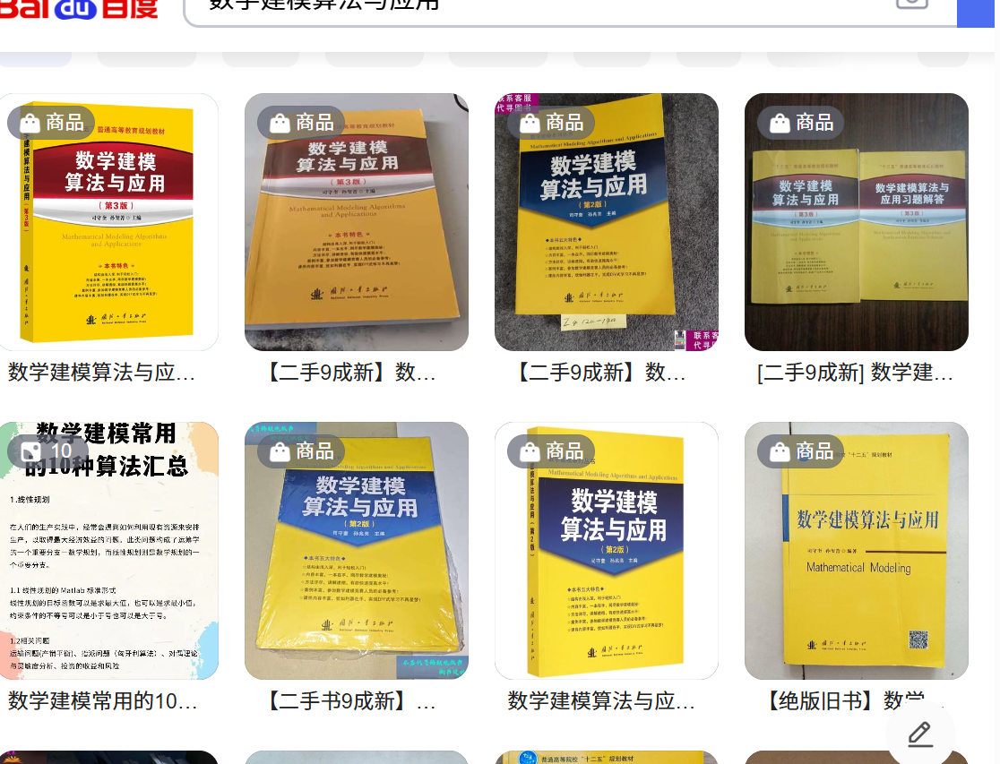 Bai du 百度
数学建模算法与应用
商品
普通高等教育规划教材
数学建模
算法与应用
（第3版）
司守奎 孙玺菁 ◎ 主编
Mathematical Modeling Algorithms
and Applications
本书特色
数学建模算法与应用（第3版）
国防工业出版社
National Defense Industry Press
数学建模算法与应…
商品
高等教育规划教材
数学建模
算法与应用
（第3版）
司守奎 孙玺菁 ◎ 主编
Mathematical Modeling Algorithms
and Applications
本书特色
国防工业出版社
【二手9成新】数…
联系客服
代寻图书
商品
Mathematical Modeling Algorithms and Applications
数学建模
算法与应用
（第2版）
司守奎 孙兆亮 主编
◆本书五大特色◆
国防工业出版社
联系客
代寻
【二手9成新】数…
商品
数学建模
算法与应用
（第3版）
数学建模算法与
应用习题解答
（第3版）
[二手9成新] 数学建…
10
数学建模常用
的10种算法汇总
1.线性规划
在人们的生产实践中，经常会遇到如何利用现有资源来安排
生产，以取得最大经济效益的问题。此类问题构成了运筹学
的一个重要分支—数学规划，而线性规划则是数学规划的一
个重要分支。
1.1 线性规划的 Matlab 标准形式
线性规划的目标函数可以是求最大值，也可以是求最小值，
约束条件的不等号可以是小于号也可以是大于号。
1.2相关问题
运输问题(产销平衡)、指派问题（匈牙利算法）、对偶理论
与灵敏度分析、投资的收益和风险
数学建模常用的10…
商品
数学建模
算法与应用
（第2版）
司守奎 孙兆亮 主编
◆本书五大特色◆
国防工业出版社
【二手书9成新】…
商品
Mathematical Modeling Algorithms and Applications
数学建模
算法与应用
（第2版）
司守奎 孙兆亮 主编
◆本书五大特色◆
国防工业出版社
数学建模算法与应…
商品
“十二五”规划教材
数学建模算法与应用
司守奎 孙玺菁 ◎ 编著
Mathematical Modeling
国防工业出版社
【绝版旧书】数学…
普通高等院校“十二五”规划教材